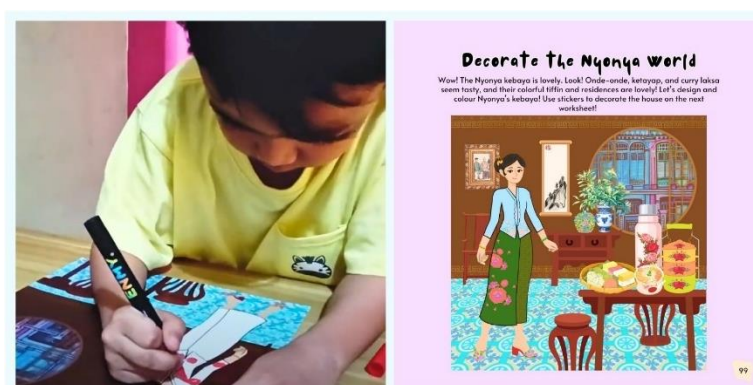 Decorate the Nyonya World
Wow! The Nyonya kebaya is lovely. Look! Onde-onde, ketayap, and curry laksa
seem tasty, and their colorful tiffin and residences are lovely! Let's design and
colour Nyonya's kebaya! Use stickers to decorate the house on the next
worksheet!
99